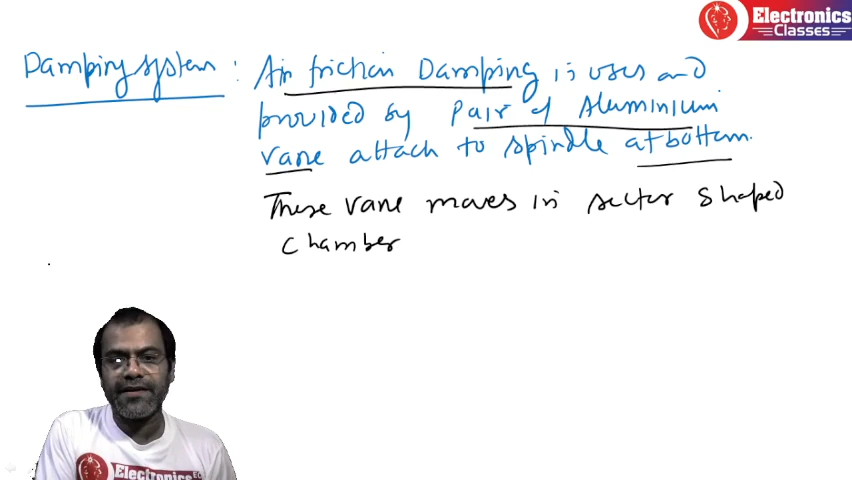 Electronics
Classes
Damping system : Air friction Damping is uses and
provided by Pair of Aluminium
vane attach to spindle at bottom.
These vane moves in sector shaped
chamber
Electronics